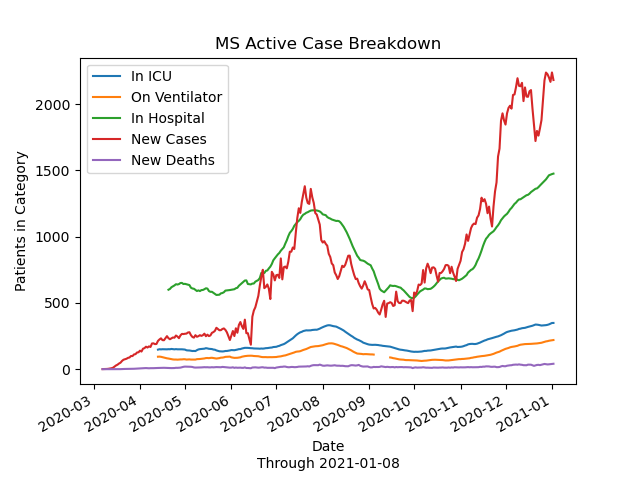 MS Active Case Breakdown
In ICU
On Ventilator
In Hospital
New Cases
New Deaths
Patients in Category
2000
1500
1000
500
0
2020-03
2020-04
2020-05
2020-06
2020-07
2020-08
2020-09
2020-10
2020-11
2020-12
2021-01
Date
Through 2021-01-08